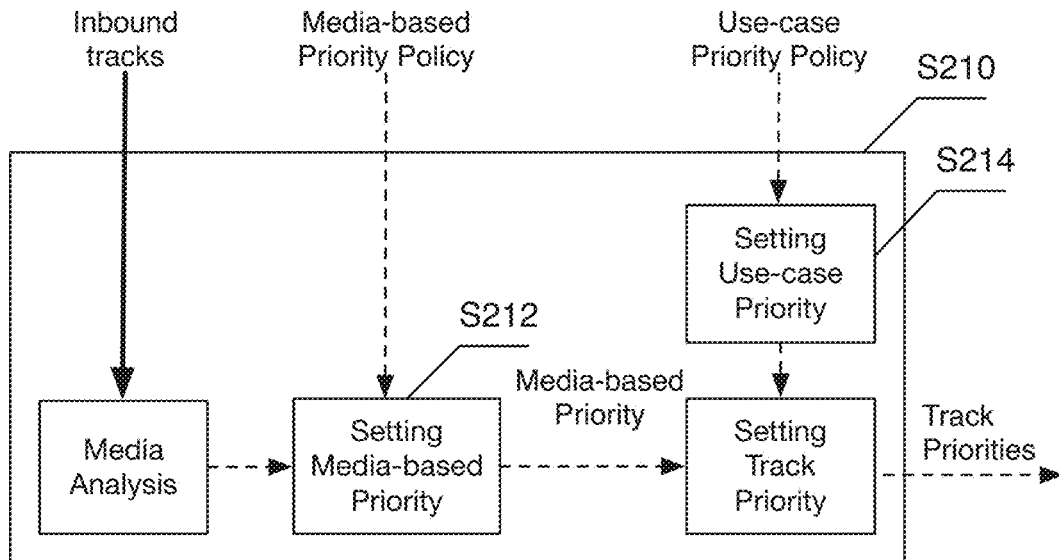 Inbound
tracks
Media-based
Priority Policy
Use-case
Priority Policy
S210
S214
Setting
Use-case
Priority
S212
Media-based
Priority
Media
Analysis
Setting
Media-based
Priority
Setting
Track
Priority
Track
Priorities